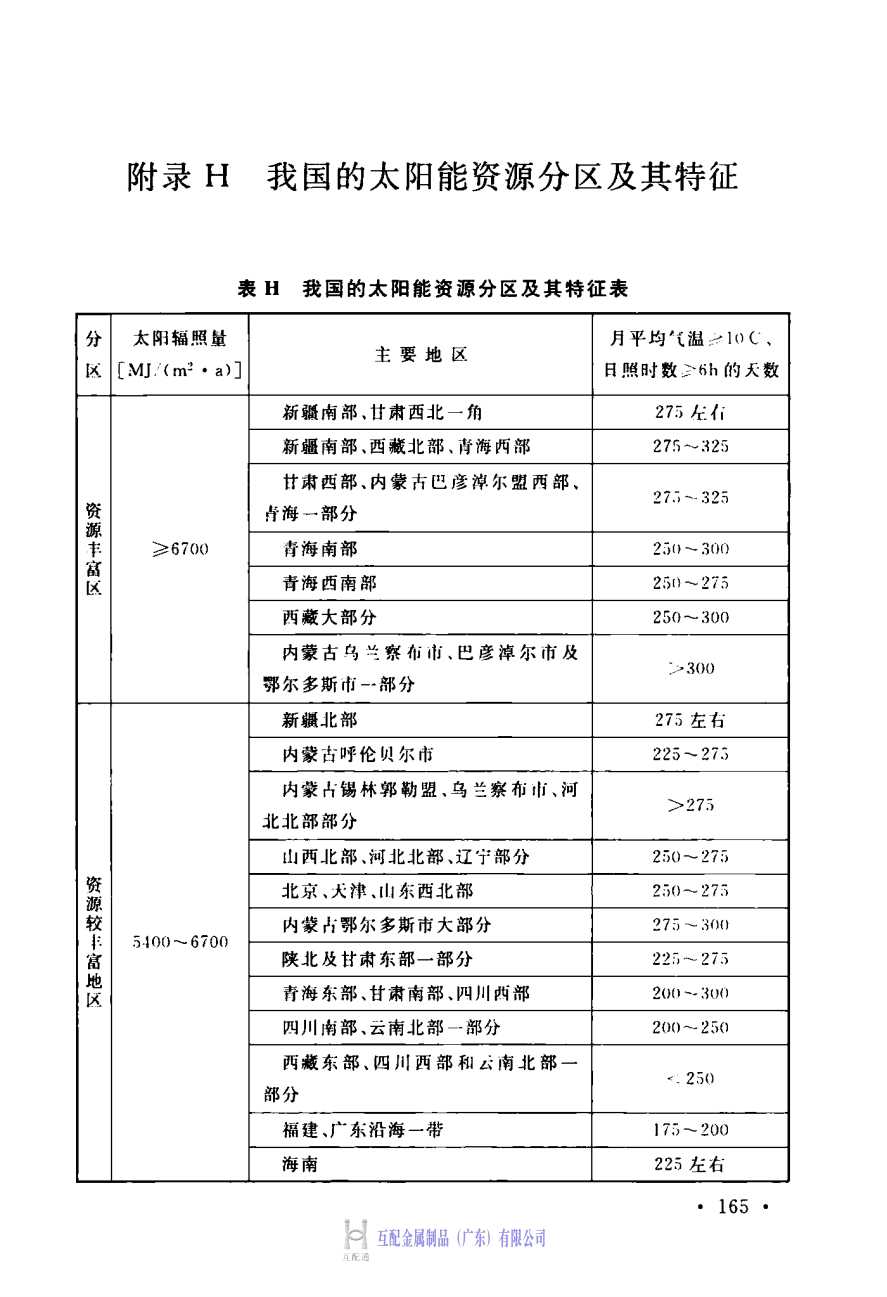 附录 H 我国的太阳能资源分区及其特征
表 H 我国的太阳能资源分区及其特征表
分区 太阳辐照量 [MJ/(m²·a)] 主要地区 月平均气温≥10℃、日照时数≥6h的天数
资源丰富区 ≥6700
新疆南部、甘肃西北一角 275左右
新疆南部、西藏北部、青海西部 275～325
甘肃西部、内蒙古巴彦淖尔盟西部、
青海一部分 275～325
青海南部 250～300
青海西南部 250～275
西藏大部分 250～300
内蒙古乌兰察布市、巴彦淖尔市及
鄂尔多斯市一部分 >300
资源较丰富地区 5400～6700
新疆北部 275左右
内蒙古呼伦贝尔市 225～275
内蒙古锡林郭勒盟、乌兰察布市、河
北北部部分 >275
山西北部、河北北部、辽宁部分 250～275
北京、天津、山东西北部 250～275
内蒙古鄂尔多斯市大部分 275～300
陕北及甘肃东部一部分 225～275
青海东部、甘肃南部、四川西部 200～300
四川南部、云南北部一部分 200～250
西藏东部、四川西部和云南北部一
部分 <250
福建、广东沿海一带 175～200
海南 225左右
·165·
互配金属制品（广东）有限公司
互配通